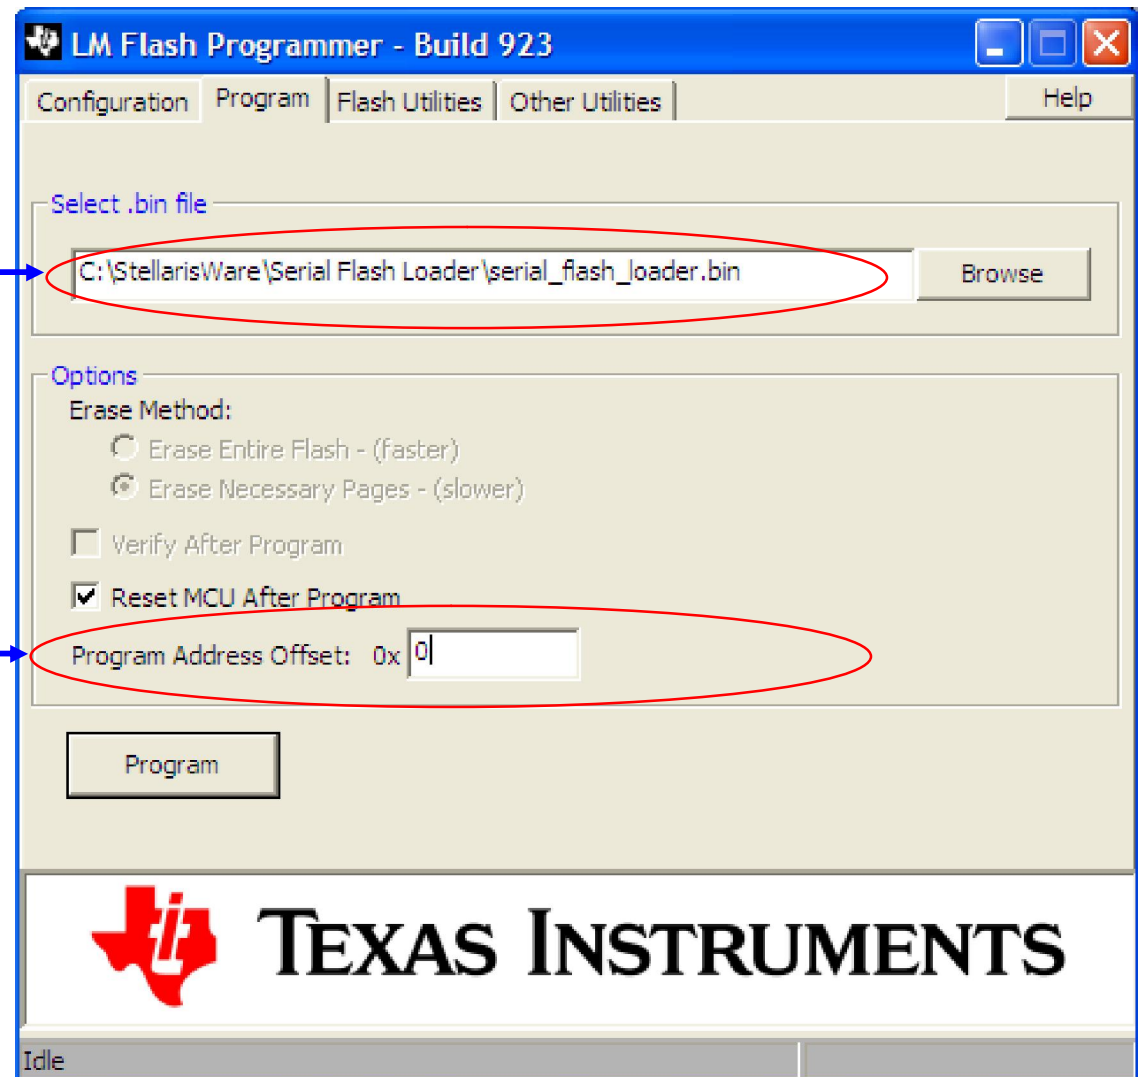 LM Flash Programmer - Build 923
Configuration Program Flash Utilities Other Utilities Help
Select .bin file
C:\StellarisWare\Serial Flash Loader\serial_flash_loader.bin Browse
Options
Erase Method:
Erase Entire Flash - (faster)
Erase Necessary Pages - (slower)
Verify After Program
Reset MCU After Program
Program Address Offset: 0x 0
Program
TEXAS INSTRUMENTS
Idle